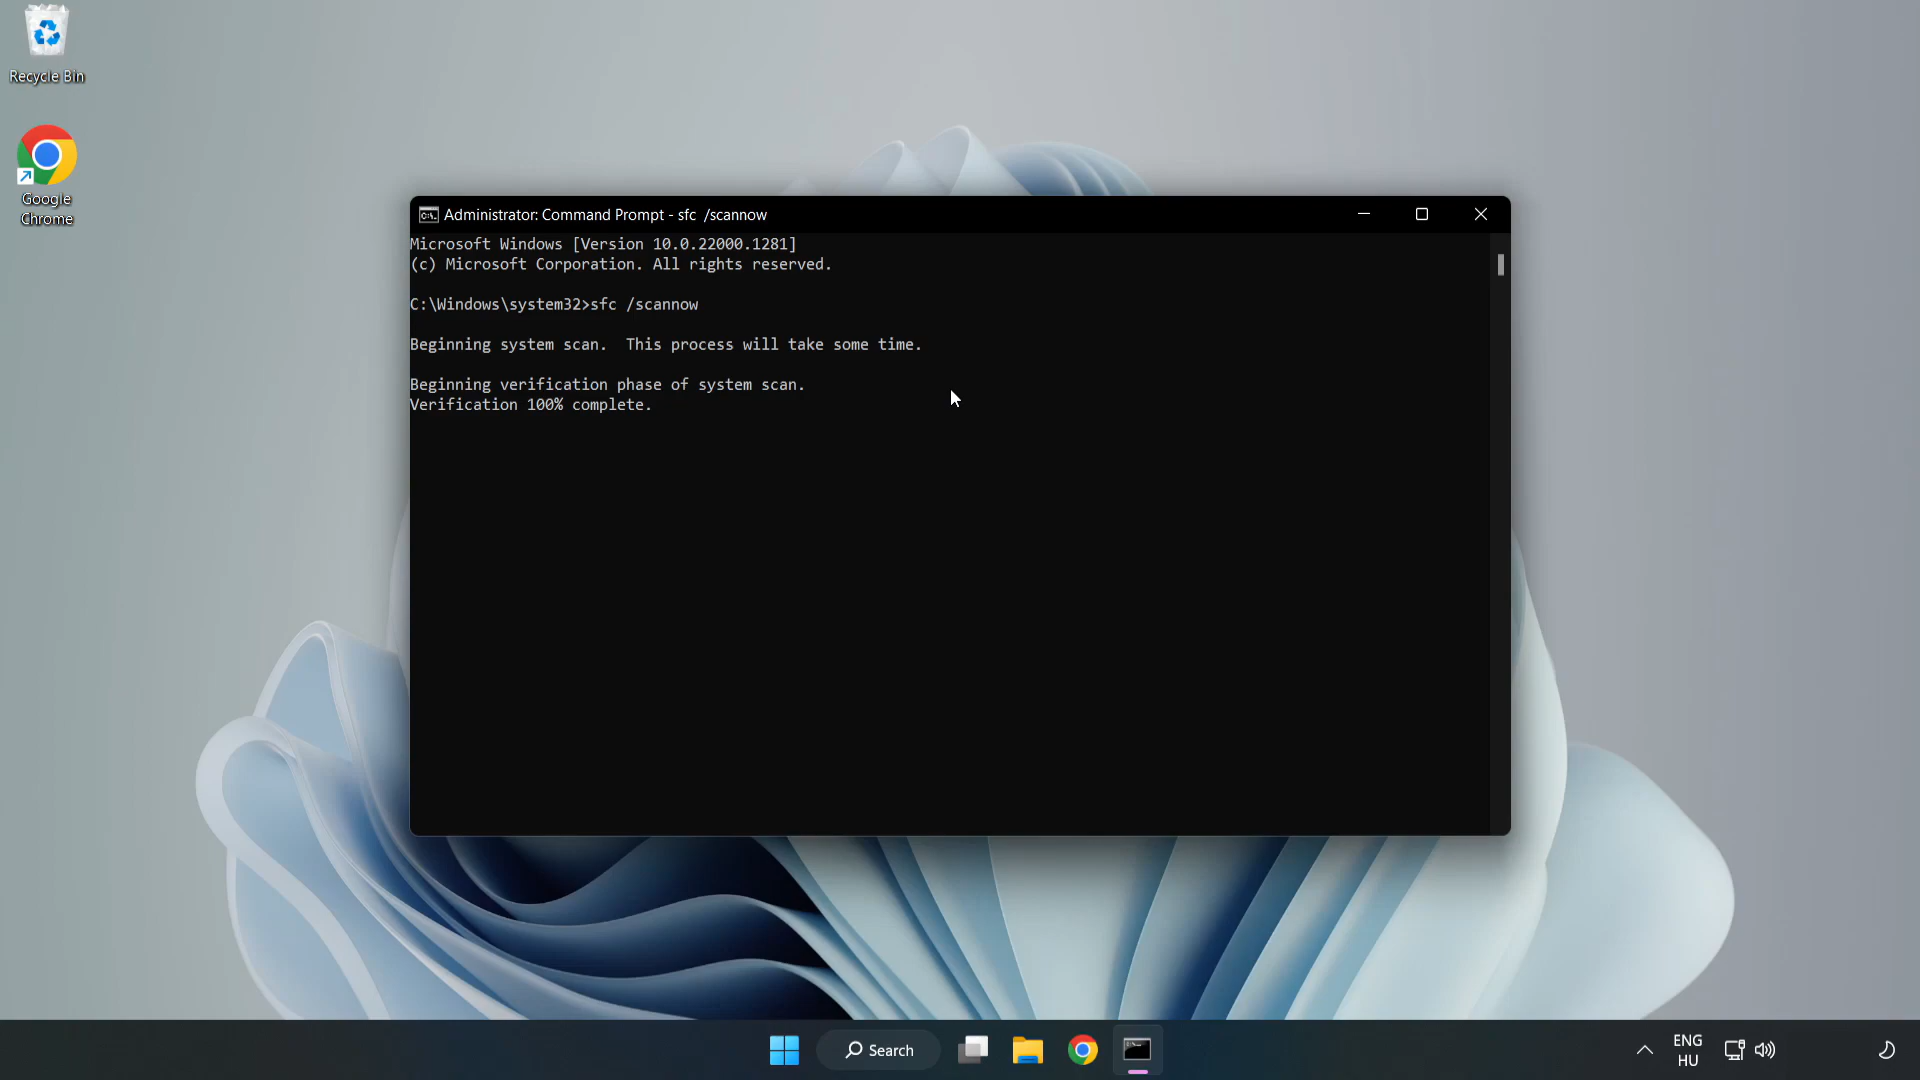 Recycle Bin
Google
Chrome
Administrator: Command Prompt - sfc  /scannow
Microsoft Windows [Version 10.0.22000.1281]
(c) Microsoft Corporation. All rights reserved.
C:\Windows\system32>sfc /scannow
Beginning system scan.  This process will take some time.
Beginning verification phase of system scan.
Verification 100% complete.
Search
ENG
HU